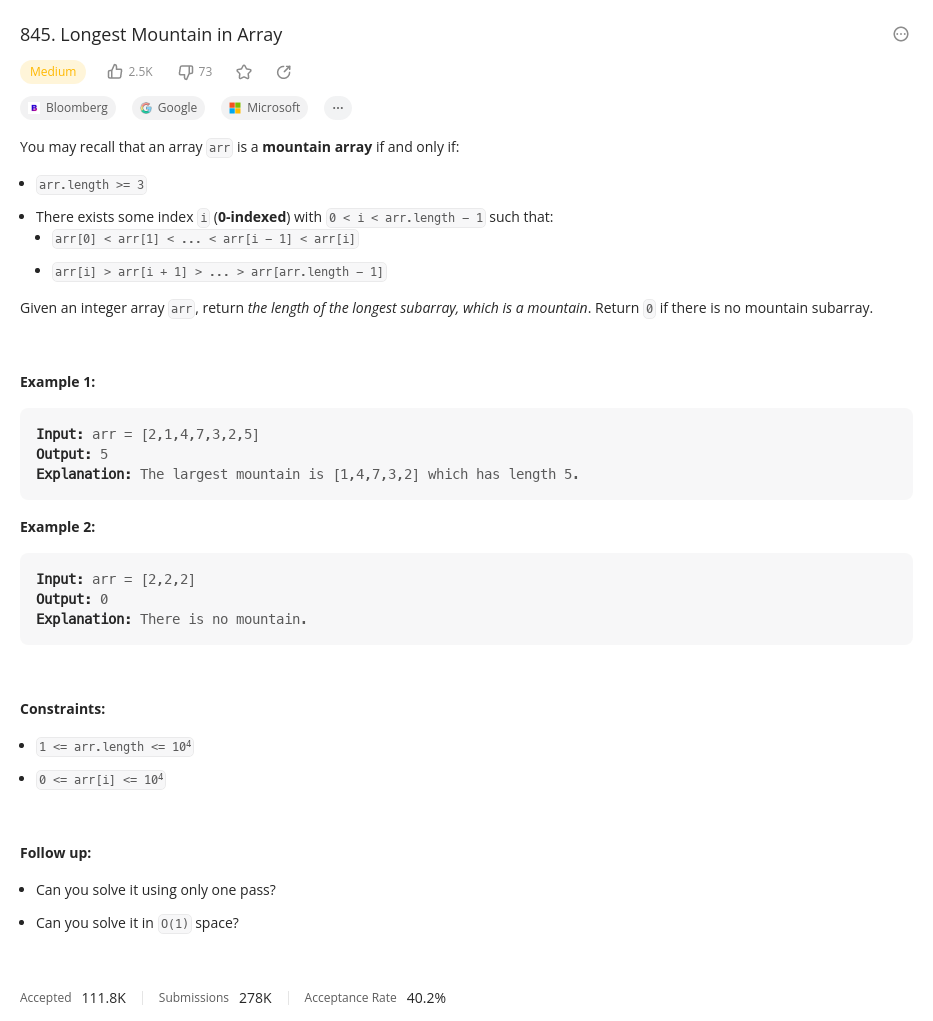 845. Longest Mountain in Array
Medium 2.5K 73
B Bloomberg Google Microsoft ...
You may recall that an array arr is a mountain array if and only if:
• arr.length >= 3
• There exists some index i (0-indexed) with 0 < i < arr.length − 1 such that:
• arr[0] < arr[1] < ... < arr[i − 1] < arr[i]
• arr[i] > arr[i + 1] > ... > arr[arr.length − 1]
Given an integer array arr, return the length of the longest subarray, which is a mountain. Return 0 if there is no mountain subarray.
Example 1:
Input: arr = [2,1,4,7,3,2,5]
Output: 5
Explanation: The largest mountain is [1,4,7,3,2] which has length 5.
Example 2:
Input: arr = [2,2,2]
Output: 0
Explanation: There is no mountain.
Constraints:
• 1 <= arr.length <= 10⁴
• 0 <= arr[i] <= 10⁴
Follow up:
• Can you solve it using only one pass?
• Can you solve it in O(1) space?
Accepted 111.8K Submissions 278K Acceptance Rate 40.2%